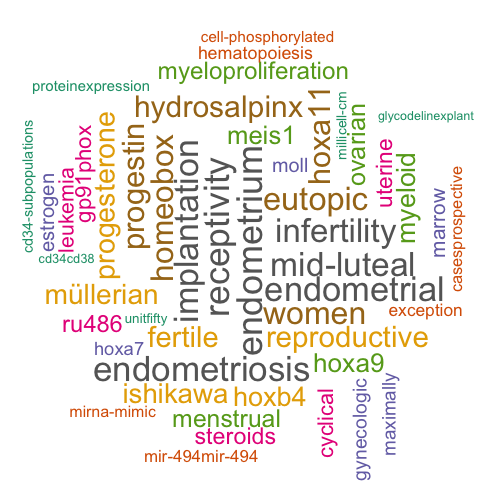 cell-phosphorylated
hematopoiesis
myeloproliferation
proteinexpression
hydrosalpinx
hoxa11
millicell-cm
ovarian
glycodelinexplant
meis1
cd34-subpopulations
estrogen
leukemia
gp91phox
progesterone
progestin
homeobox
implantation
receptivity
endometrium
moll
eutopic
uterine
myeloid
marrow
casesprospective
infertility
cd34cd38
mid-luteal
endometrial
müllerian
women
exception
ru486
unitfifty
fertile
reproductive
hoxa7
endometriosis
hoxa9
ishikawa
hoxb4
cyclical
gynecologic
maximally
mirna-mimic
menstrual
steroids
mir-494mir-494